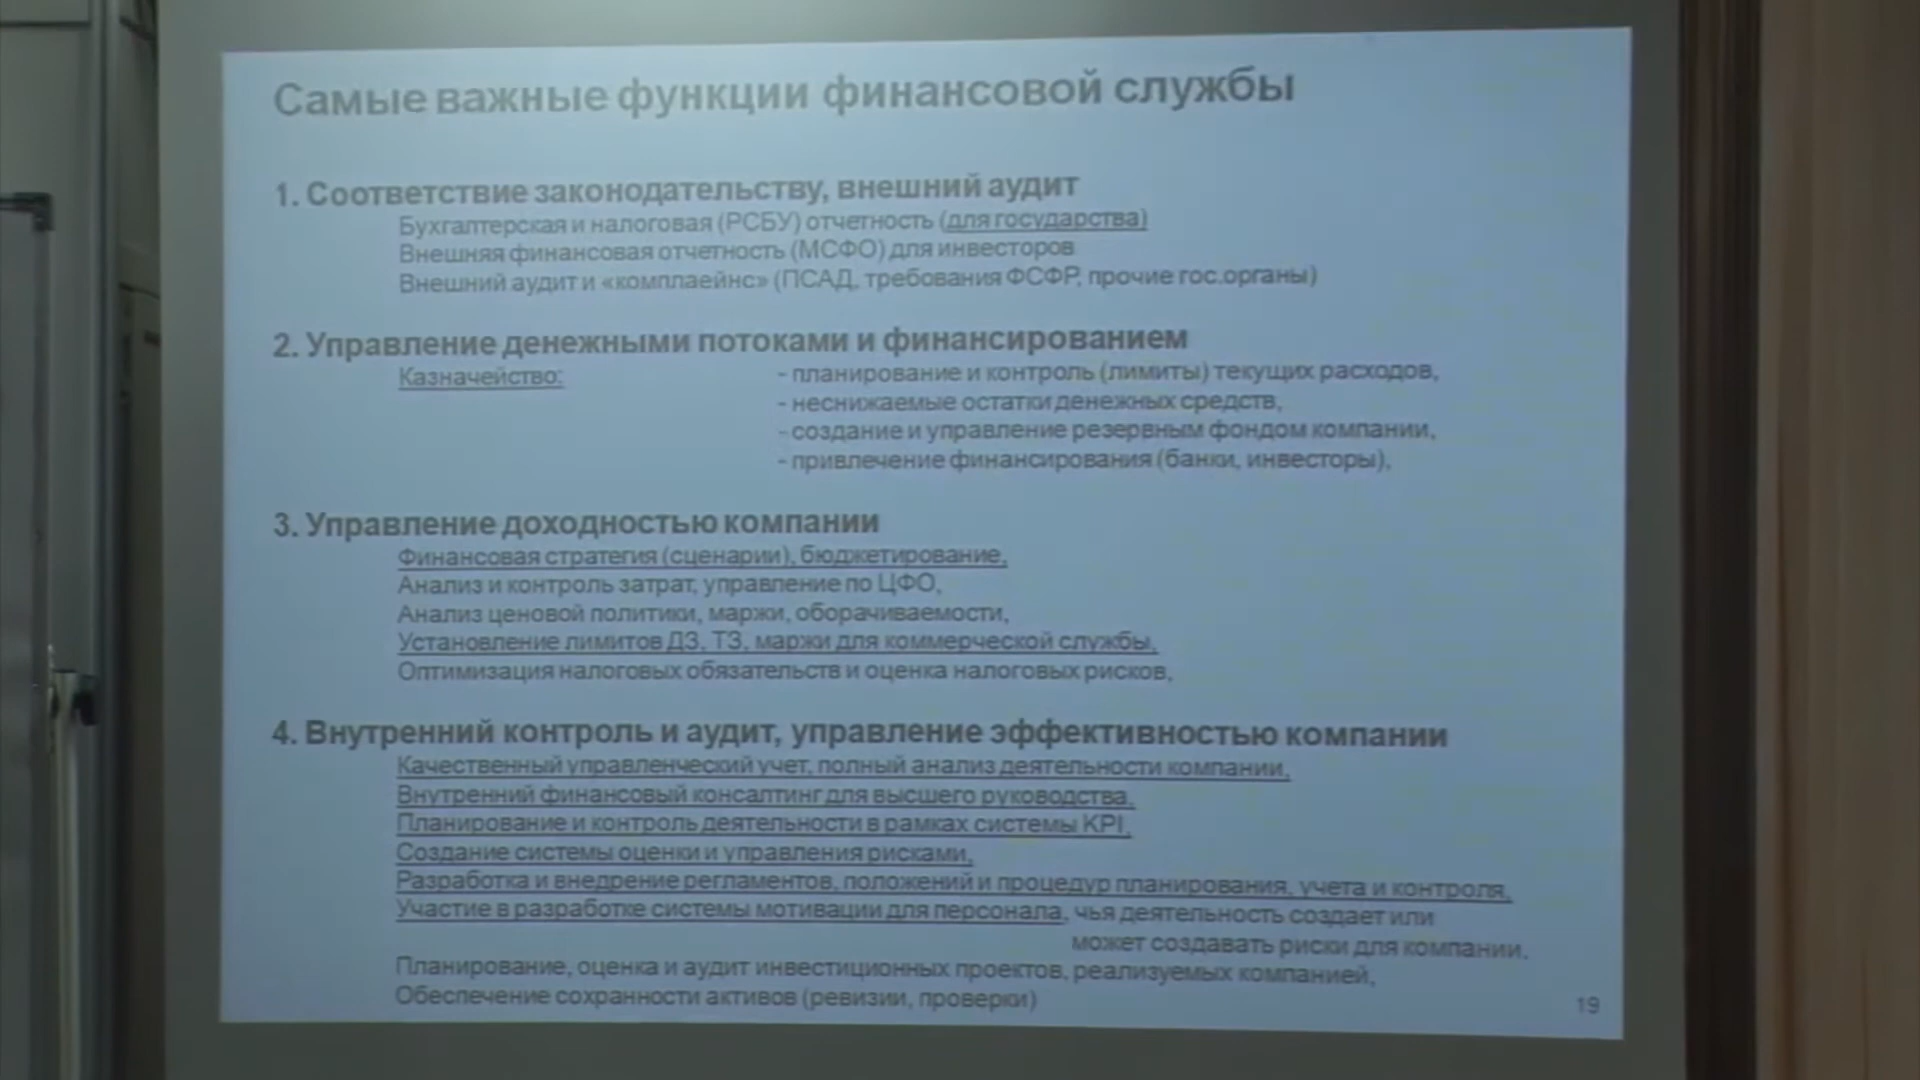 Самые важные функции финансовой службы
1. Соответствие законодательству, внешний аудит
Бухгалтерская и налоговая (РСБУ) отчетность (для государства)
Внешняя финансовая отчетность (МСФО) для инвесторов
Внешний аудит и «комплаейнс» (ПСАД, требования ФСФР, прочие гос.органы)
2. Управление денежными потоками и финансированием
Казначейство: - планирование и контроль (лимиты) текущих расходов,
- неснижаемые остатки денежных средств,
- создание и управление резервным фондом компании,
- привлечение финансирования (банки, инвесторы),
3. Управление доходностью компании
Финансовая стратегия (сценарии), бюджетирование,
Анализ и контроль затрат, управление по ЦФО,
Анализ ценовой политики, маржи, оборачиваемости,
Установление лимитов ДЗ, ТЗ, маржи для коммерческой службы,
Оптимизация налоговых обязательств и оценка налоговых рисков,
4. Внутренний контроль и аудит, управление эффективностью компании
Качественный управленческий учет, полный анализ деятельности компании,
Внутренний финансовый консалтинг для высшего руководства,
Планирование и контроль деятельности в рамках системы KPI,
Создание системы оценки и управления рисками,
Разработка и внедрение регламентов, положений и процедур планирования, учета и контроля,
Участие в разработке системы мотивации для персонала, чья деятельность создает или
может создавать риски для компании.
Планирование, оценка и аудит инвестиционных проектов, реализуемых компанией,
Обеспечение сохранности активов (ревизии, проверки)
19